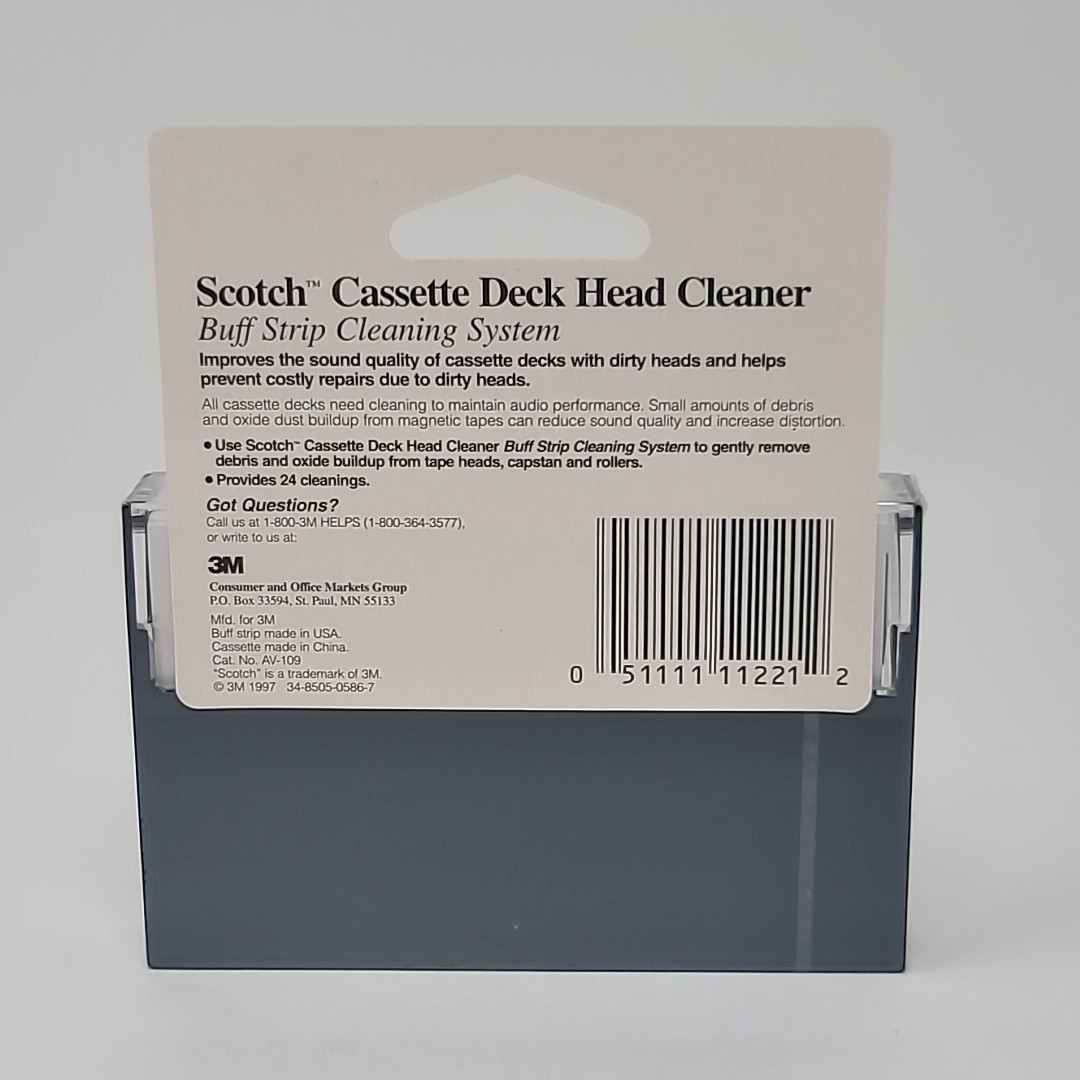 Scotch™ Cassette Deck Head Cleaner
Buff Strip Cleaning System
Improves the sound quality of cassette decks with dirty heads and helps
prevent costly repairs due to dirty heads.
All cassette decks need cleaning to maintain audio performance. Small amounts of debris
and oxide dust buildup from magnetic tapes can reduce sound quality and increase distortion.
• Use Scotch™ Cassette Deck Head Cleaner Buff Strip Cleaning System to gently remove
debris and oxide buildup from tape heads, capstan and rollers.
• Provides 24 cleanings.
Got Questions?
Call us at 1-800-3M HELPS (1-800-364-3577),
or write to us at:
3M
Consumer and Office Markets Group
P.O. Box 33594, St. Paul, MN 55133
Mfd. for 3M
Buff strip made in USA.
Cassette made in China.
Cat. No. AV-109
"Scotch" is a trademark of 3M.
© 3M 1997 34-8505-0586-7
0 51111 11221 2